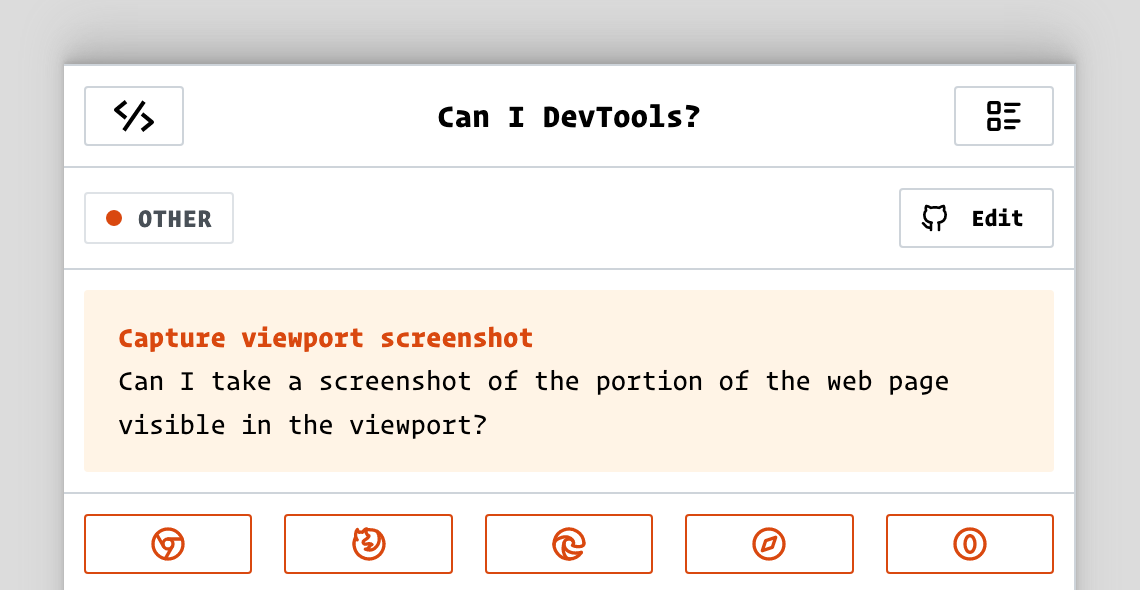 Can I DevTools?
OTHER
Edit
Capture viewport screenshot
Can I take a screenshot of the portion of the web page
visible in the viewport?